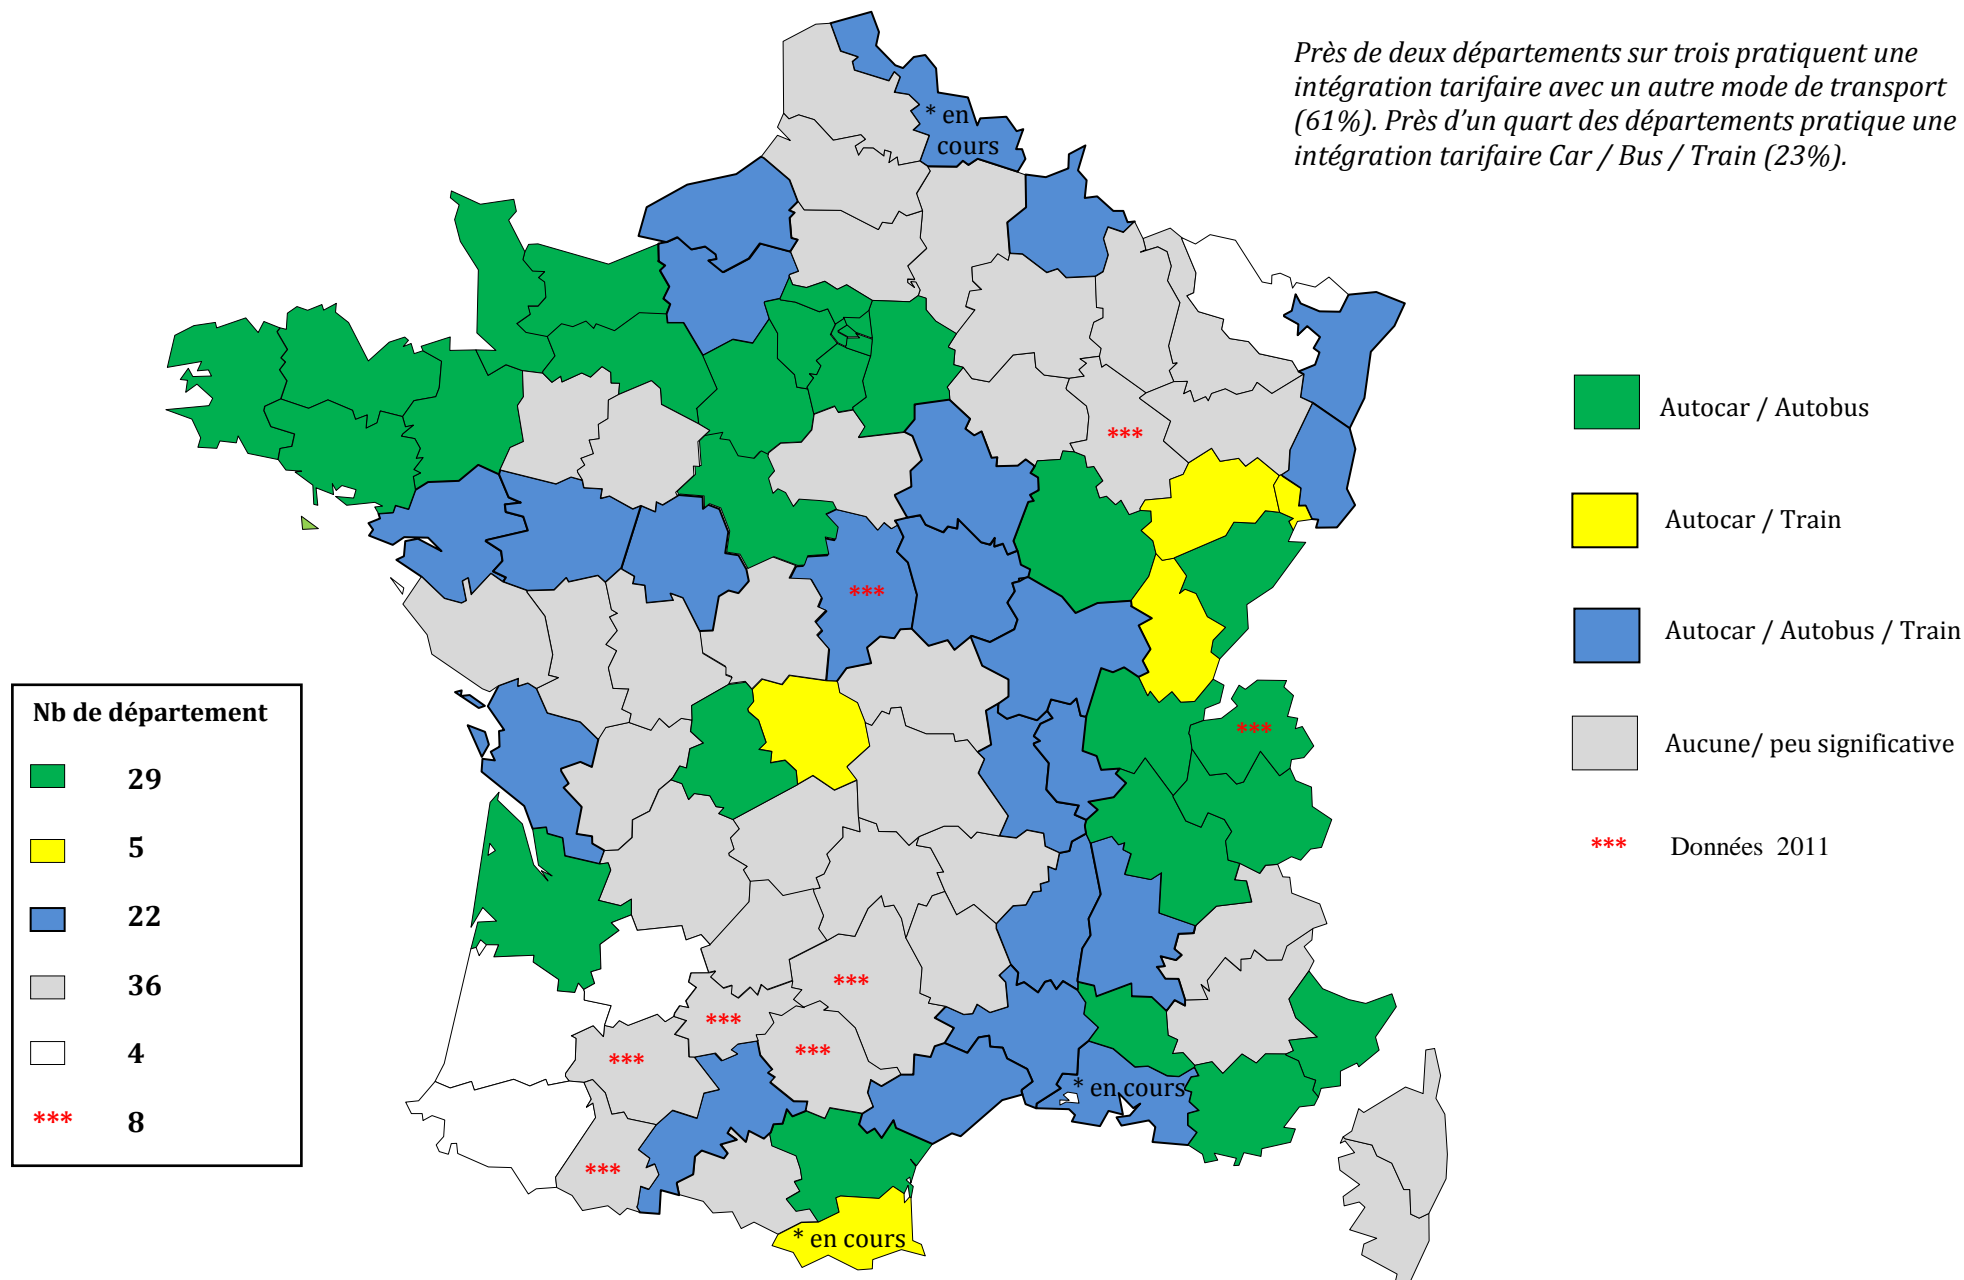 Près de deux départements sur trois pratiquent une
intégration tarifaire avec un autre mode de transport
(61%). Près d’un quart des départements pratique une
intégration tarifaire Car / Bus / Train (23%).
* en
cours
Autocar / Autobus
***
Autocar / Train
***
Autocar / Autobus / Train
Nb de département
***
Aucune/ peu significative
29
5
*** Données 2011
22
36
***
***
4
***
***
* en cours
*** 8
***
* en cours